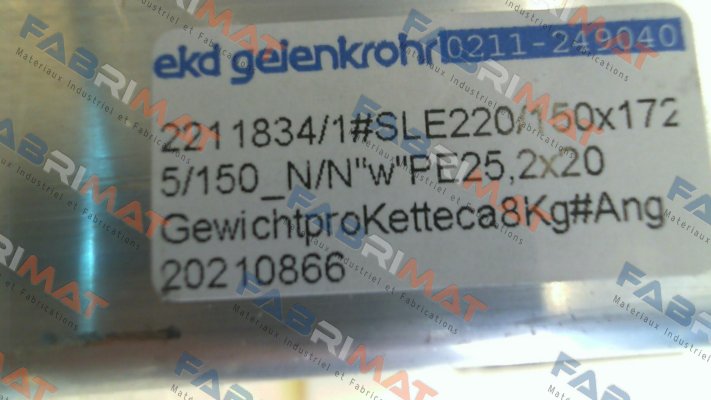 ekd gelenkrohr 0211-249040
2211834/1#SLE220/150x172
5/150_N/N"w"PE25,2x20
GewichtproKetteca8Kg#Ang
20210866
FABRIMAT
Matériaux Industriel et Fabrications